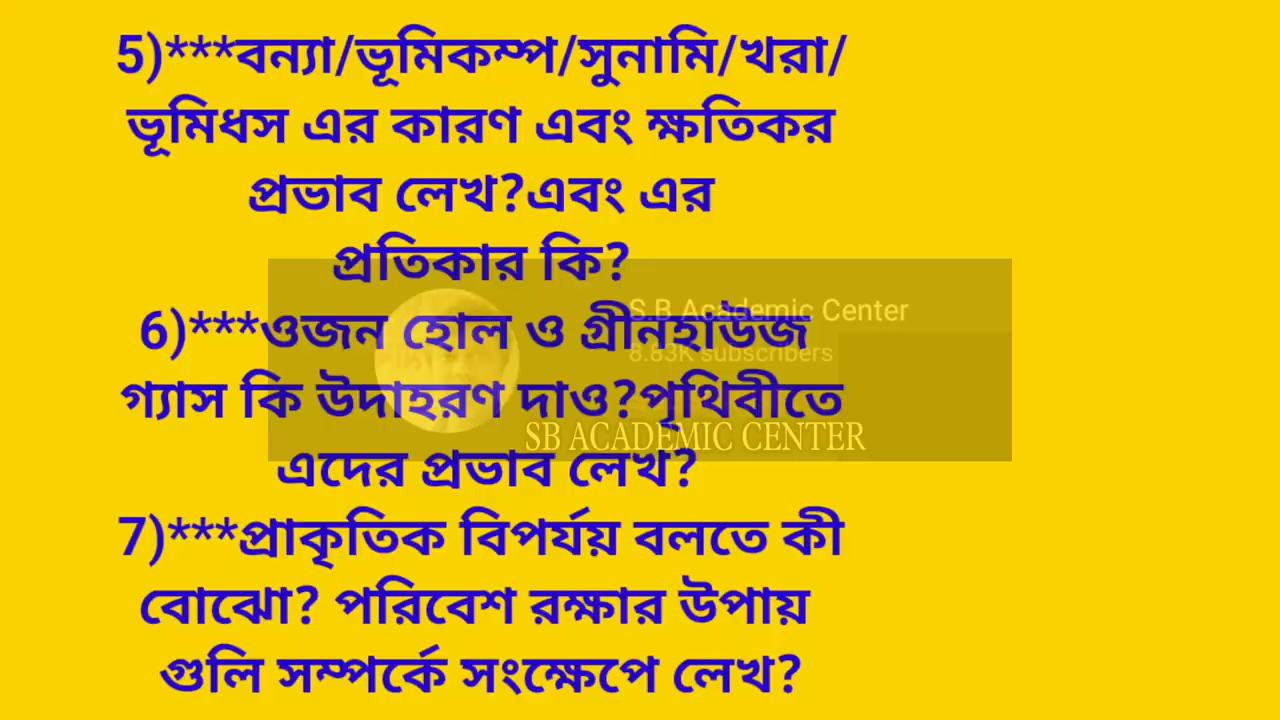 5)***বন্যা/ভূমিকম্প/সুনামি/খরা/
ভূমিধস এর কারণ এবং ক্ষতিকর
প্রভাব লেখ?এবং এর
প্রতিকার কি?
6)***ওজন হোল ও গ্রীনহাউজ
গ্যাস কি উদাহরণ দাও?পৃথিবীতে
এদের প্রভাব লেখ?
7)***প্রাকৃতিক বিপর্যয় বলতে কী
বোঝো? পরিবেশ রক্ষার উপায়
গুলি সম্পর্কে সংক্ষেপে লেখ?
S.B Academic Center
8.83K subscribers
SB ACADEMIC CENTER